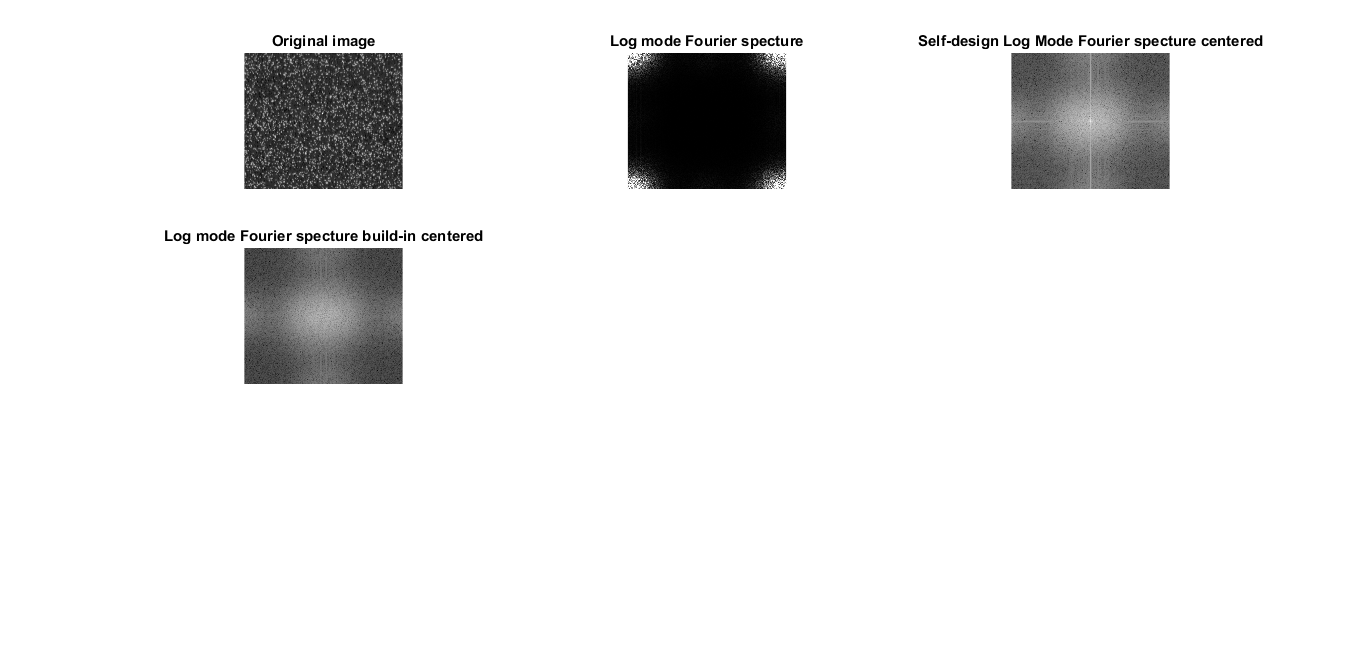 Original image
Log mode Fourier specture
Self-design Log Mode Fourier specture centered
Log mode Fourier specture build-in centered